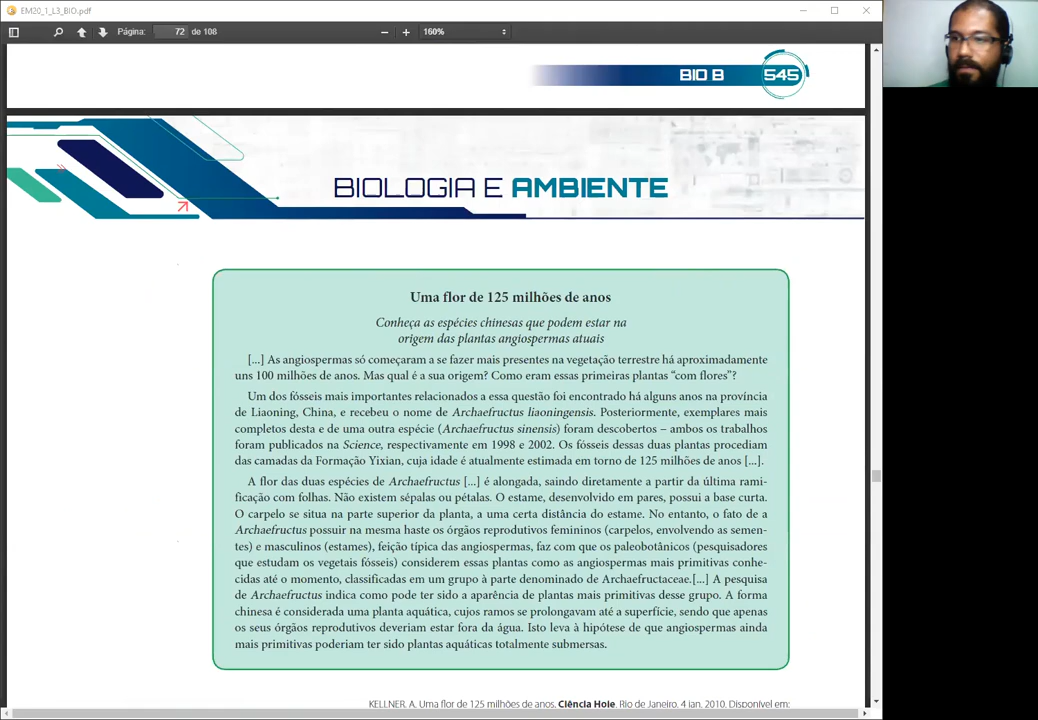 EM20_1_L3_BIO.pdf
Página: 72 de 108
160%
BIO B 545
BIOLOGIA E AMBIENTE
Uma flor de 125 milhões de anos
Conheça as espécies chinesas que podem estar na
origem das plantas angiospermas atuais
[...] As angiospermas só começaram a se fazer mais presentes na vegetação terrestre há aproximadamente
uns 100 milhões de anos. Mas qual é a sua origem? Como eram essas primeiras plantas “com flores”?
Um dos fósseis mais importantes relacionados a essa questão foi encontrado há alguns anos na província
de Liaoning, China, e recebeu o nome de Archaefructus liaoningensis. Posteriormente, exemplares mais
completos desta e de uma outra espécie (Archaefructus sinensis) foram descobertos – ambos os trabalhos
foram publicados na Science, respectivamente em 1998 e 2002. Os fósseis dessas duas plantas procediam
das camadas da Formação Yixian, cuja idade é atualmente estimada em torno de 125 milhões de anos [...].
A flor das duas espécies de Archaefructus [...] é alongada, saindo diretamente a partir da última rami-
ficação com folhas. Não existem sépalas ou pétalas. O estame, desenvolvido em pares, possui a base curta.
O carpelo se situa na parte superior da planta, a uma certa distância do estame. No entanto, o fato de a
Archaefructus possuir na mesma haste os órgãos reprodutivos femininos (carpelos, envolvendo as semen-
tes) e masculinos (estames), feição típica das angiospermas, faz com que os paleobotânicos (pesquisadores
que estudam os vegetais fósseis) considerem essas plantas como as angiospermas mais primitivas conhe-
cidas até o momento, classificadas em um grupo à parte denominado de Archaefructaceae.[...] A pesquisa
de Archaefructus indica como pode ter sido a aparência de plantas mais primitivas desse grupo. A forma
chinesa é considerada uma planta aquática, cujos ramos se prolongavam até a superfície, sendo que apenas
os seus órgãos reprodutivos deveriam estar fora da água. Isto leva à hipótese de que angiospermas ainda
mais primitivas poderiam ter sido plantas aquáticas totalmente submersas.
KELLNER, A. Uma flor de 125 milhões de anos. Ciência Hoje. Rio de Janeiro, 4 jan. 2010. Disponível em: